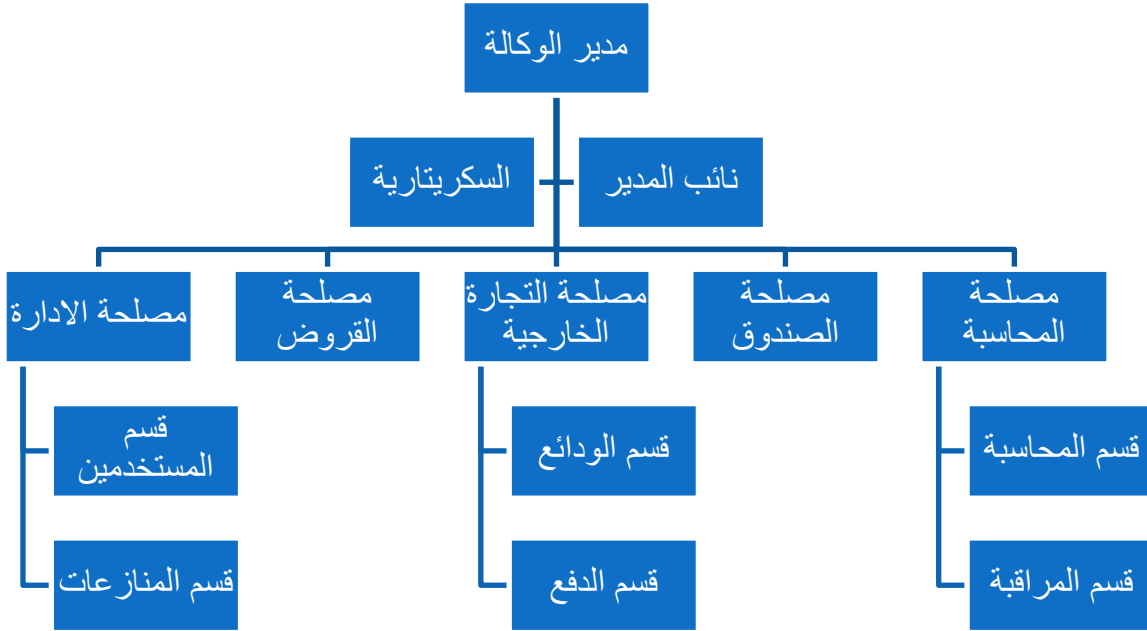 مدير الوكالة
نائب المدير
السكريتارية
مصلحة
المحاسبة
مصلحة
الصندوق
مصلحة التجارة
الخارجية
مصلحة
القروض
مصلحة الادارة
قسم المحاسبة
قسم المراقبة
قسم الودائع
قسم الدفع
قسم
المستخدمين
قسم المنازعات